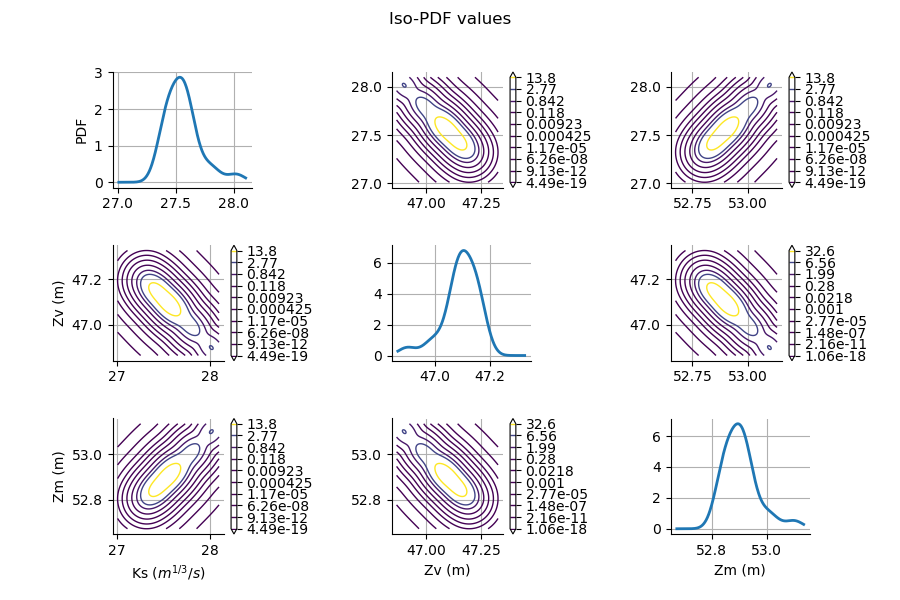 Iso-PDF values
3
2
1
0
PDF
27.0 27.5 28.0
28.0
27.5
27.0
47.00 47.25
13.8
2.77
0.842
0.118
0.00923
0.000425
1.17e-05
6.26e-08
9.13e-12
4.49e-19
28.0
27.5
27.0
52.75 53.00
13.8
2.77
0.842
0.118
0.00923
0.000425
1.17e-05
6.26e-08
9.13e-12
4.49e-19
Zv (m)
47.2
47.0
27 28
13.8
2.77
0.842
0.118
0.00923
0.000425
1.17e-05
6.26e-08
9.13e-12
4.49e-19
6
4
2
0
47.0 47.2
47.2
47.0
52.75 53.00
32.6
6.56
1.99
0.28
0.0218
0.001
2.77e-05
1.48e-07
2.16e-11
1.06e-18
Zm (m)
53.0
52.8
27 28
Ks (m^{1/3}/s)
13.8
2.77
0.842
0.118
0.00923
0.000425
1.17e-05
6.26e-08
9.13e-12
4.49e-19
53.0
52.8
47.00 47.25
Zv (m)
32.6
6.56
1.99
0.28
0.0218
0.001
2.77e-05
1.48e-07
2.16e-11
1.06e-18
6
4
2
0
52.8 53.0
Zm (m)